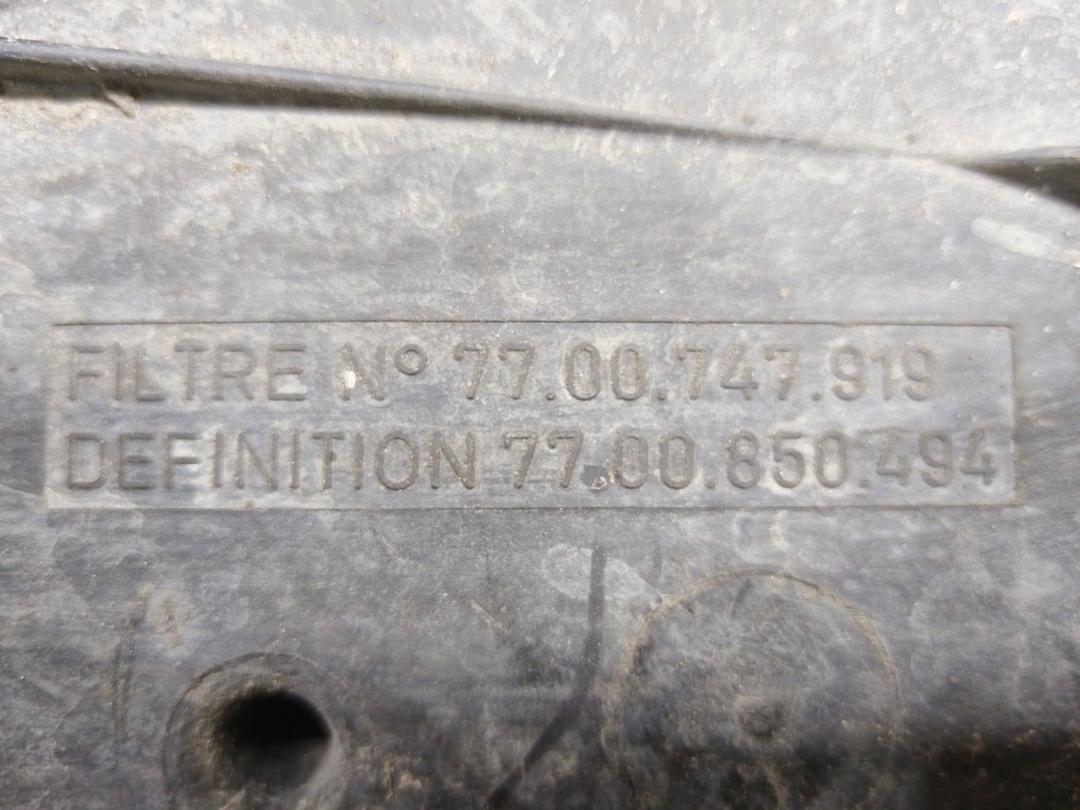 FILTRE N° 77.00.747.919
DEFINITION 77.00.850.494